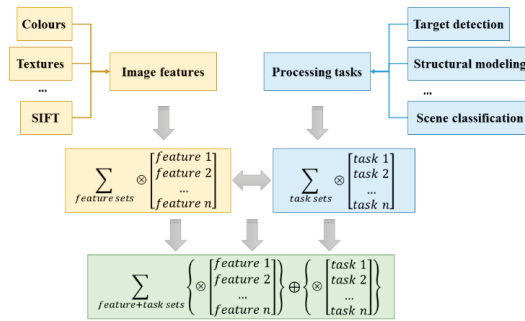 Colours
Textures
...
SIFT
Image features
Processing tasks
Target detection
Structural modeling
...
Scene classification
∑ feature sets ⊗ [feature 1
feature 2
...
feature n]
∑ task sets ⊗ [task 1
task 2
...
task n]
∑ feature+task sets {⊗ [feature 1
feature 2
...
feature n]} ⊕ {⊗ [task 1
task 2
...
task n]}